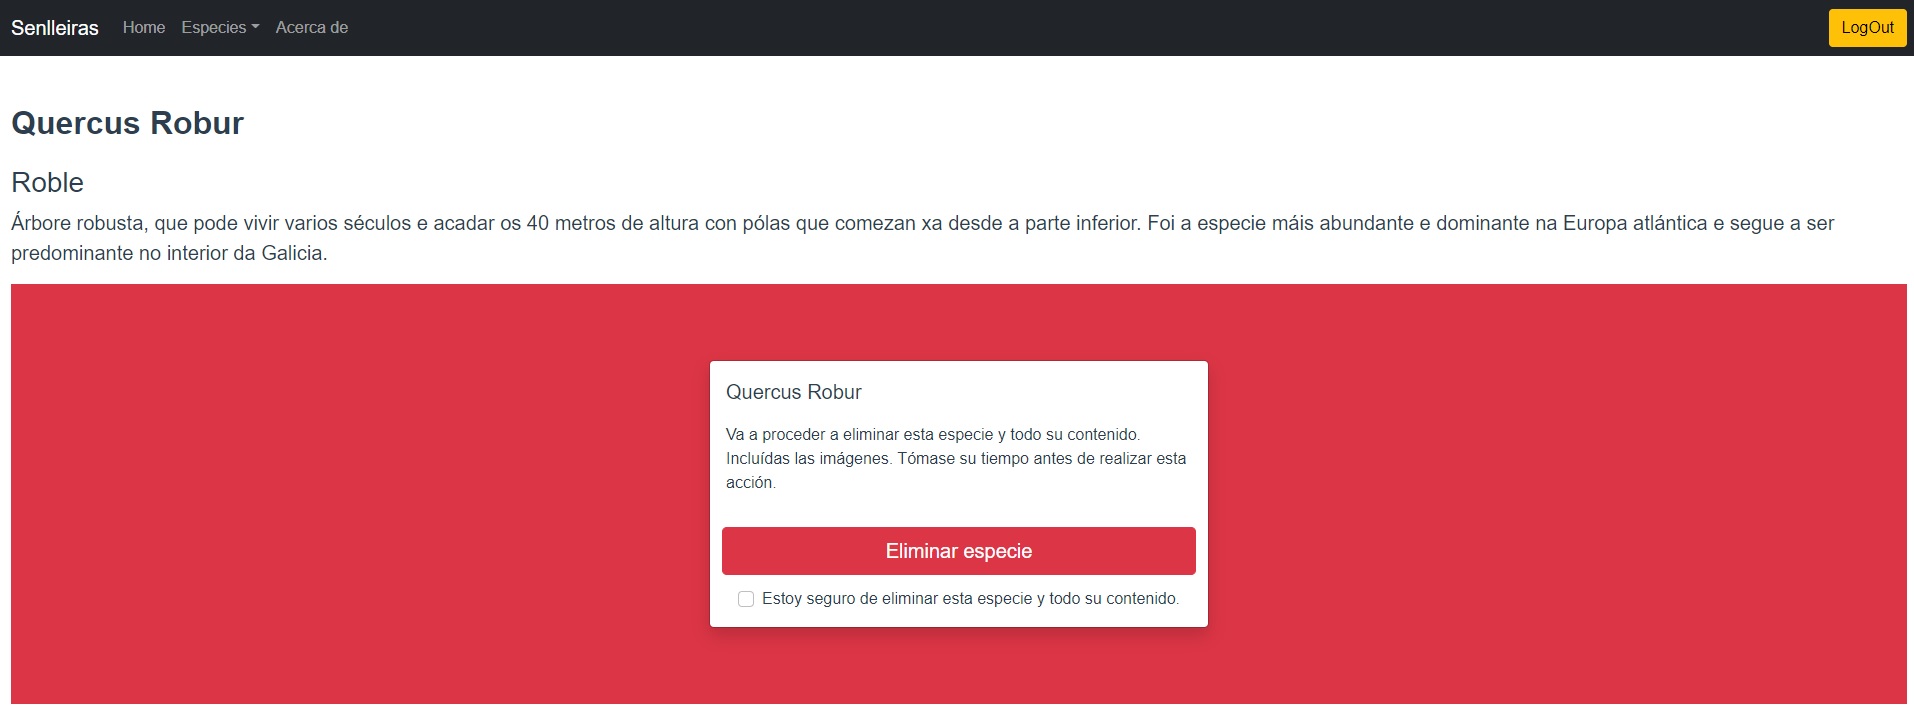 Senlleiras Home Especies Acerca de LogOut
Quercus Robur
Roble
Árbore robusta, que pode vivir varios séculos e acadar os 40 metros de altura con pólas que comezan xa desde a parte inferior. Foi a especie máis abundante e dominante na Europa atlántica e segue a ser
predominante no interior da Galicia.
Quercus Robur
Va a proceder a eliminar esta especie y todo su contenido.
Incluídas las imágenes. Tómase su tiempo antes de realizar esta
acción.
Eliminar especie
Estoy seguro de eliminar esta especie y todo su contenido.